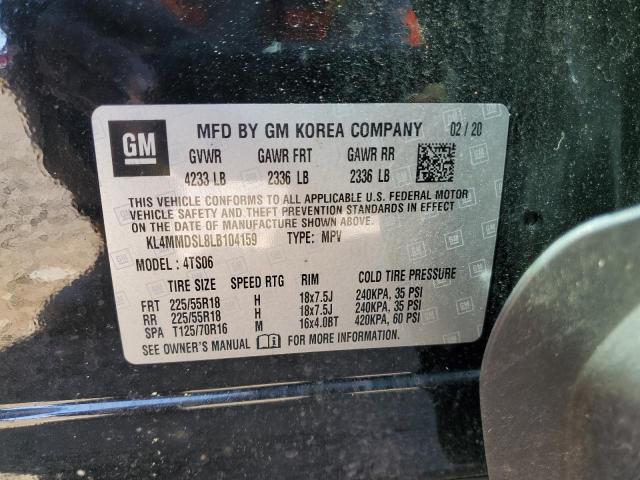 GM MFD BY GM KOREA COMPANY 02/20
GVWR GAWR FRT GAWR RR
4233 LB 2336 LB 2336 LB
THIS VEHICLE CONFORMS TO ALL APPLICABLE U.S. FEDERAL MOTOR
VEHICLE SAFETY AND THEFT PREVENTION STANDARDS IN EFFECT
ON THE DATE OF MANUFACTURE SHOWN ABOVE.
KL4MMDSL8LB104159 TYPE: MPV
MODEL: 4TS06
TIRE SIZE SPEED RTG RIM COLD TIRE PRESSURE
FRT 225/55R18 H 18x7.5J 240KPA, 35 PSI
RR 225/55R18 H 18x7.5J 240KPA, 35 PSI
SPA T125/70R16 M 16x4.0BT 420KPA, 60 PSI
SEE OWNER'S MANUAL FOR MORE INFORMATION